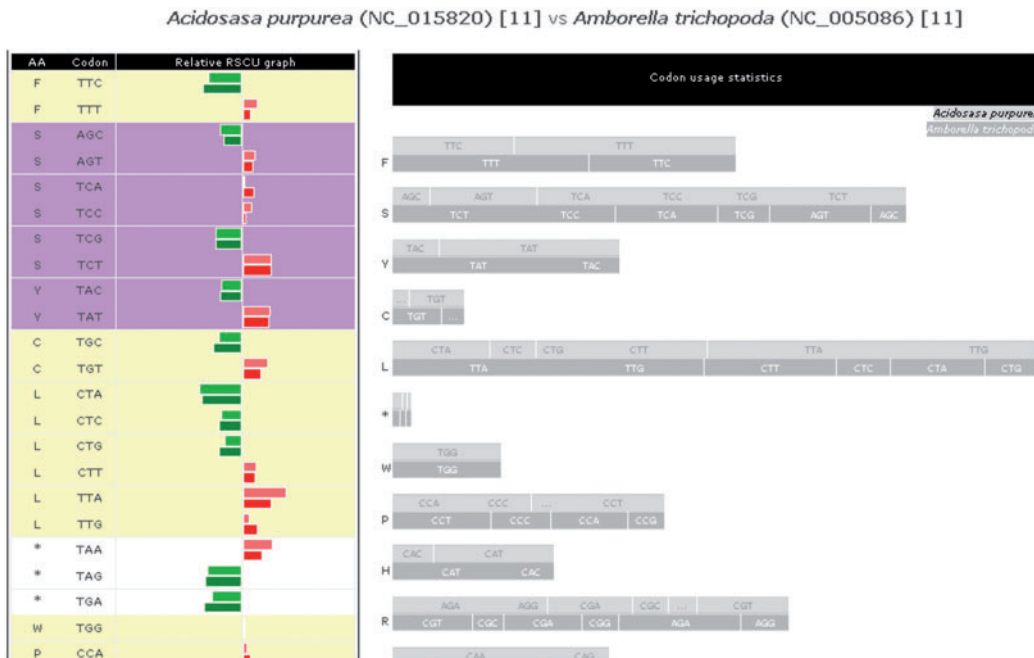 Acidosasa purpurea (NC_015820) [11] vs Amborella trichopoda (NC_005086) [11]
AA Codon Relative RSCU graph
F TTC
F TTT
S AGC
S AGT
S TCA
S TCC
S TCG
S TCT
Y TAC
Y TAT
C TGC
C TGT
L CTA
L CTC
L CTG
L CTT
L TTA
L TTG
* TAA
* TAG
* TGA
W TGG
P CCA
Codon usage statistics
Acidosasa purpure
Amborella trichopod
TTC TTT
F TTT TTC
AGC AGT TCA TCC TCG TCT
S TCT TCC TCA TCG AGT AGC
TAC TAT
Y TAT TAC
... TGT
C TGT ...
CTA CTC CTG CTT TTA TTG
L TTA TTG CTT CTC CTA CTG
*
TGG
W TGG
CCA CCC ... CCT
P CCT CCC CCA CCG
CAC CAT
H CAT CAC
AGA AGG CGA CGC ... CGT
R CGT CGC CGA CGG AGA AGG
CAA CAG